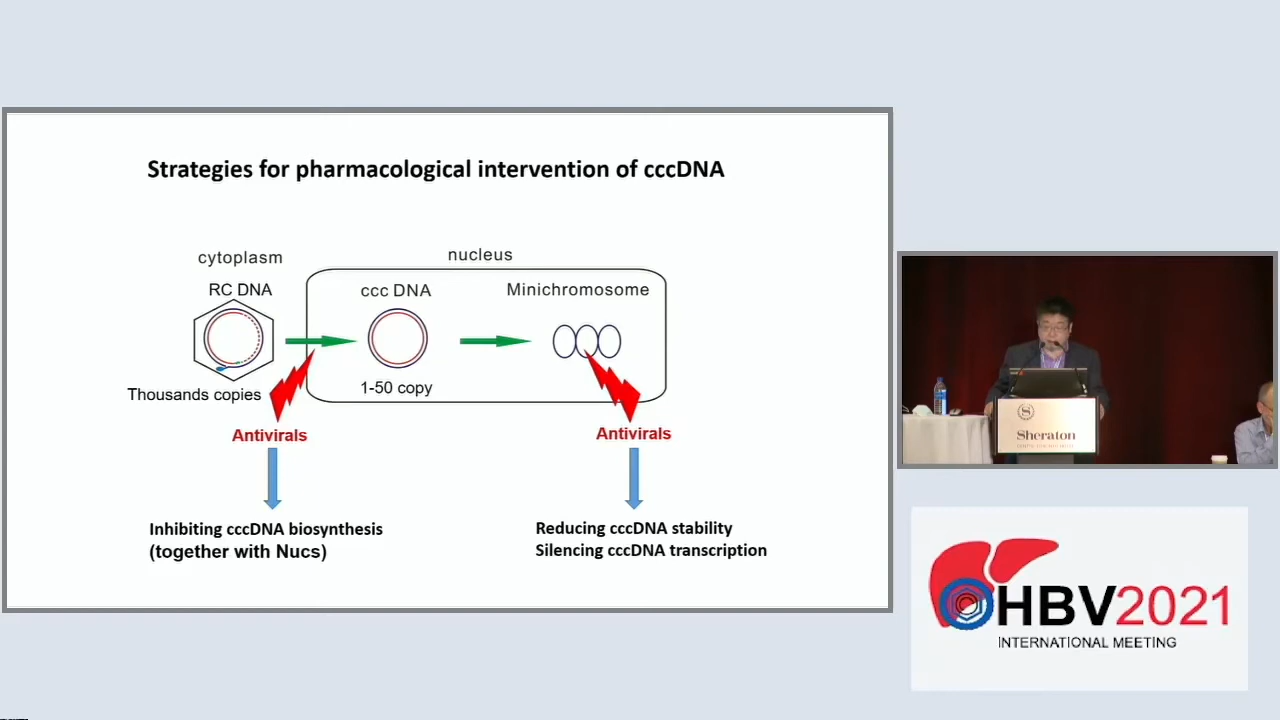 Strategies for pharmacological intervention of cccDNA
cytoplasm
nucleus
RC DNA
ccc DNA
Minichromosome
Thousands copies
1-50 copy
Antivirals
Antivirals
Inhibiting cccDNA biosynthesis
(together with Nucs)
Reducing cccDNA stability
Silencing cccDNA transcription
S
Sheraton
HBV2021
INTERNATIONAL MEETING